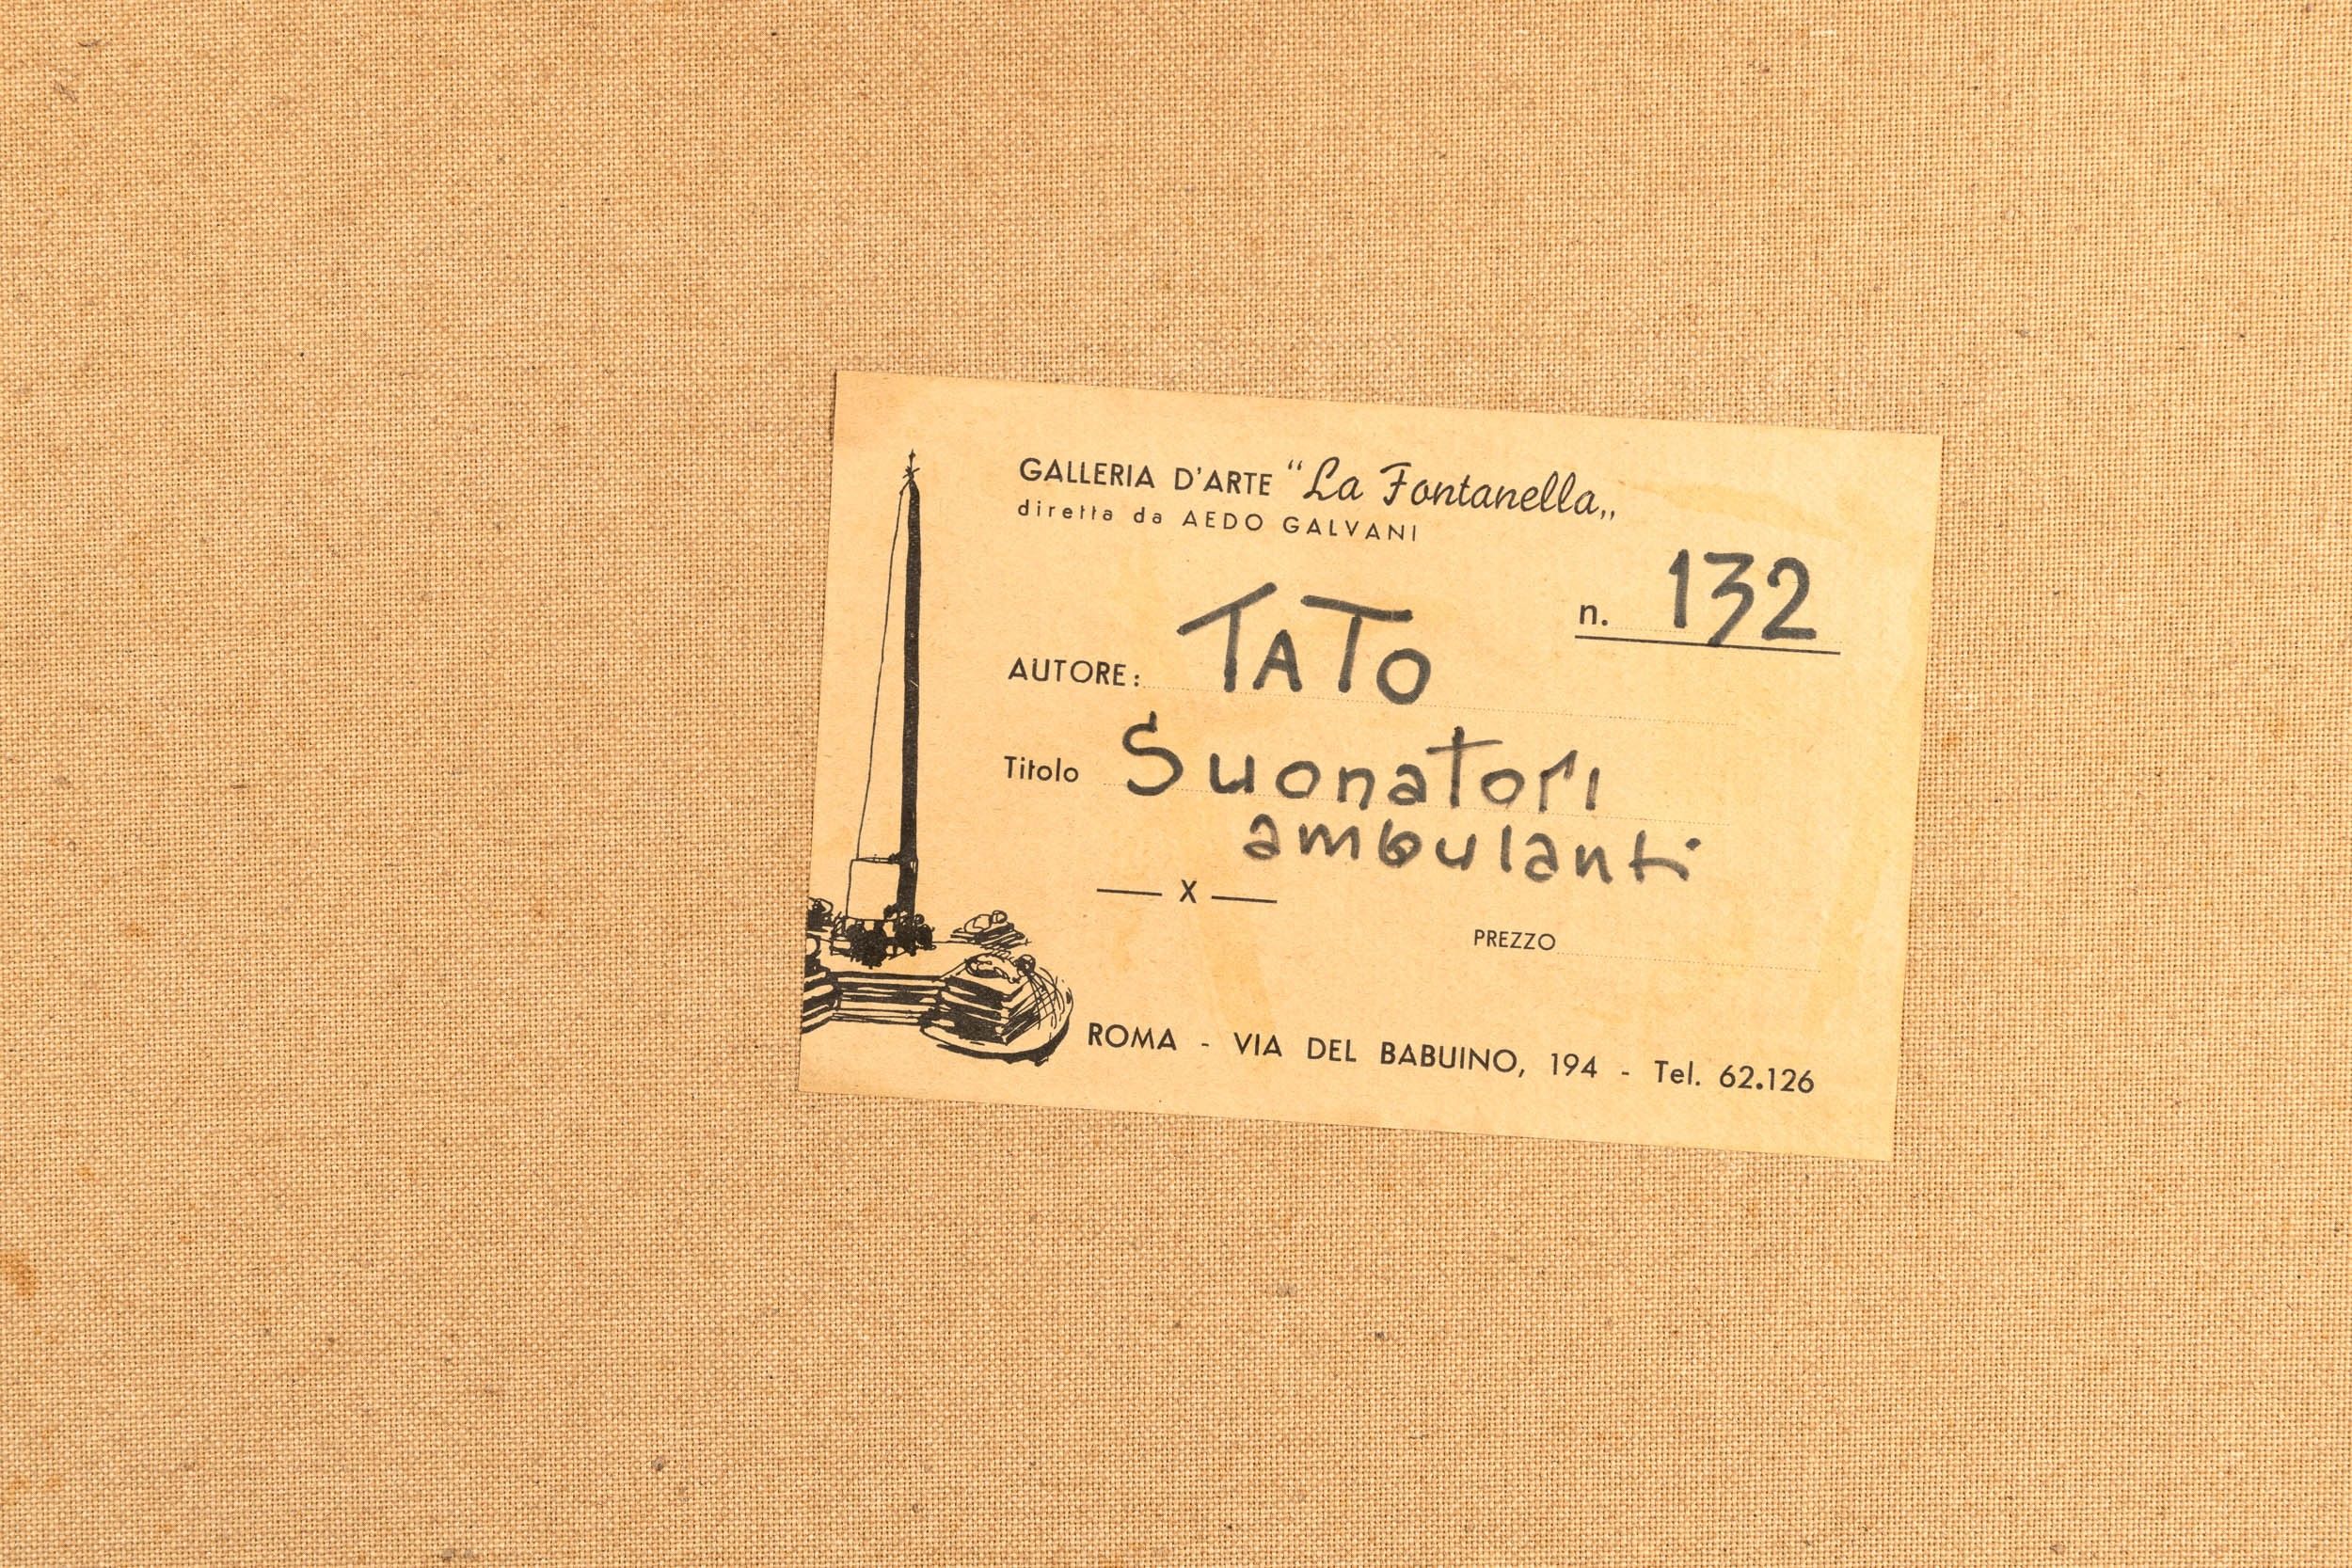 GALLERIA D'ARTE “La Fontanella„
diretta da AEDO GALVANI
n. 132
AUTORE: TATO
Titolo Suonatori
ambulanti
— X —
PREZZO
ROMA - VIA DEL BABUINO, 194 - Tel. 62.126